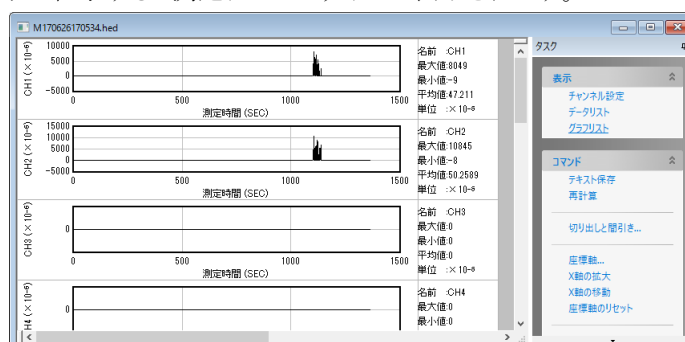 M170626170534.hed
10000
5000
0
-5000
CH1 (×10⁻⁶)
0 500 1000 1500
測定時間 (SEC)
名前 :CH1
最大値:8049
最小値:-9
平均値:47.211
単位 :×10⁻⁶
15000
10000
5000
0
-5000
CH2 (×10⁻⁶)
0 500 1000 1500
測定時間 (SEC)
名前 :CH2
最大値:10845
最小値:-8
平均値:50.2589
単位 :×10⁻⁶
0
CH3 (×10⁻⁶)
0 500 1000 1500
測定時間 (SEC)
名前 :CH3
最大値:0
最小値:0
平均値:0
単位 :×10⁻⁶
0
H4 (×10⁻⁶)
名前 :CH4
最大値:0
最小値:0
タスク
表示
チャンネル設定
データリスト
グラフリスト
コマンド
テキスト保存
再計算
切り出しと間引き...
座標軸...
X軸の拡大
X軸の移動
座標軸のリセット